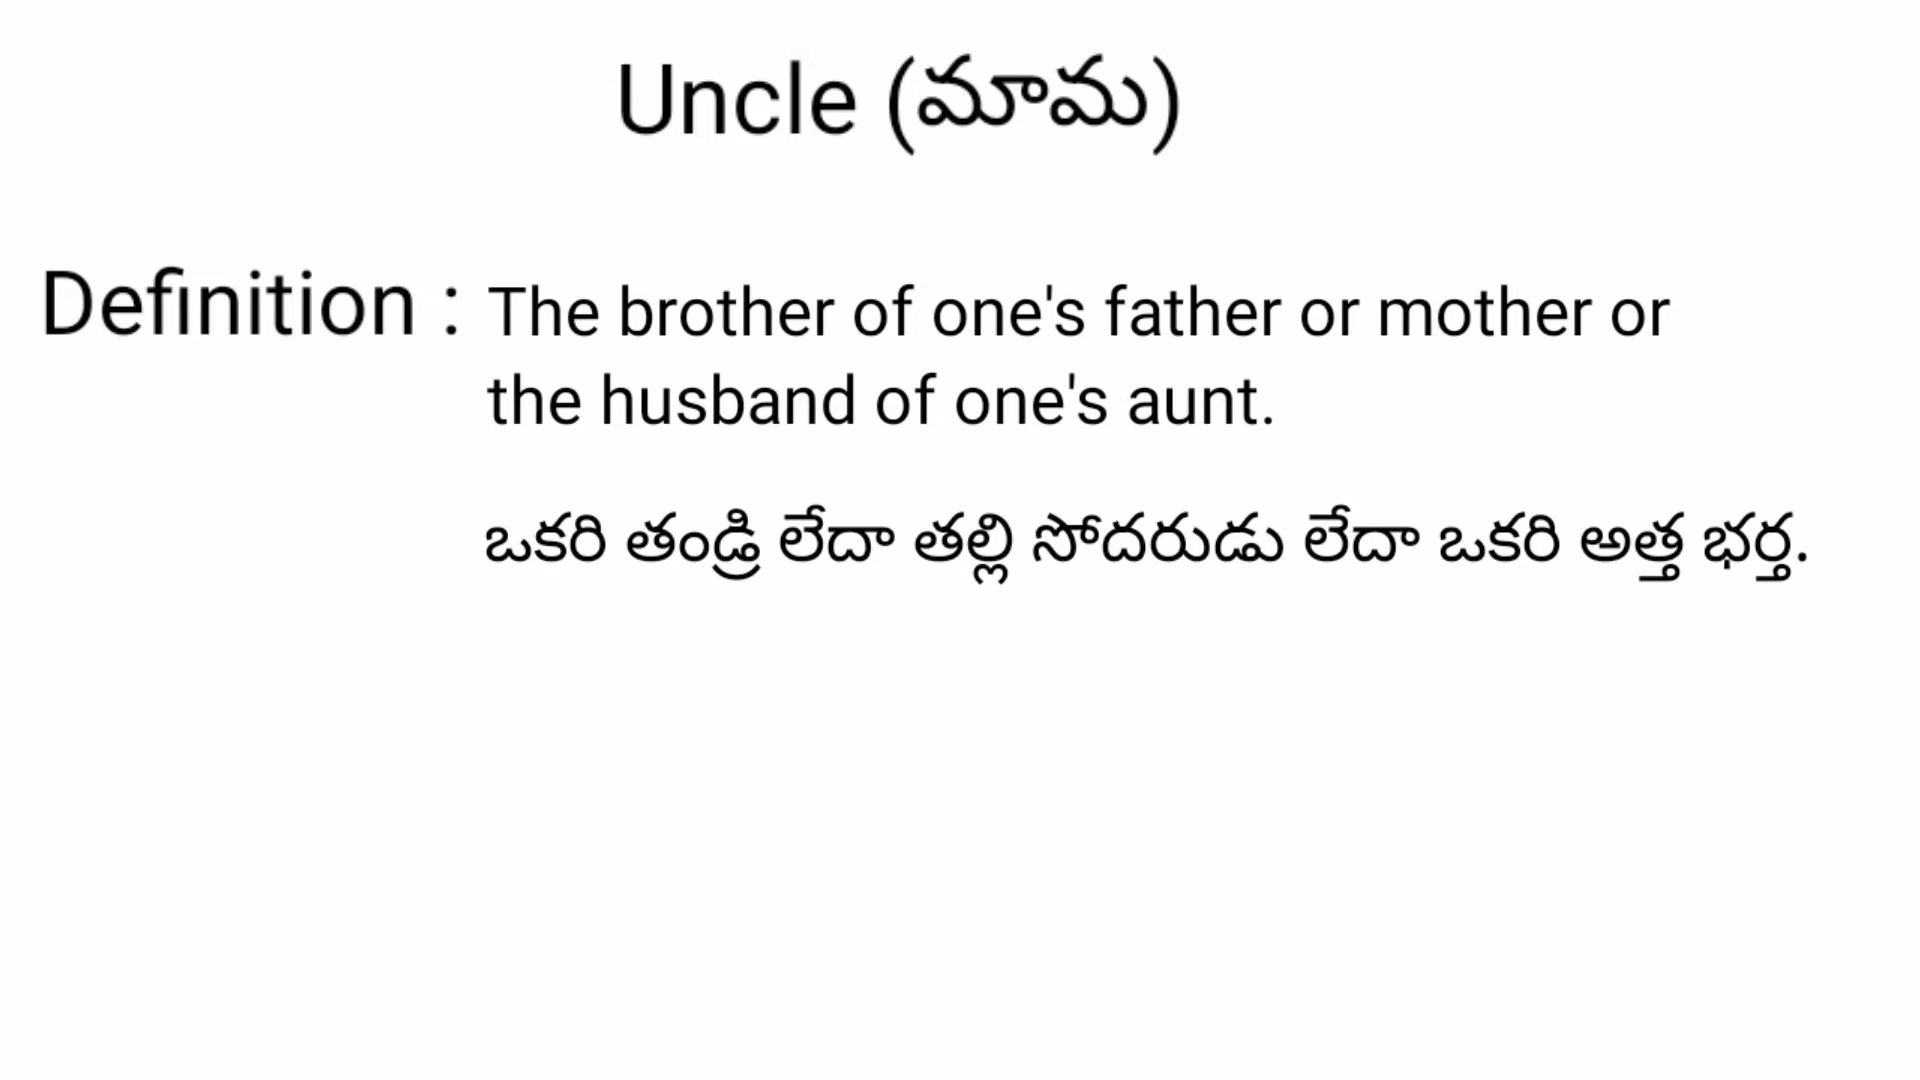 Uncle (మామ)
Definition : The brother of one's father or mother or
the husband of one's aunt.
ఒకరి తండ్రి లేదా తల్లి సోదరుడు లేదా ఒకరి అత్త భర్త.